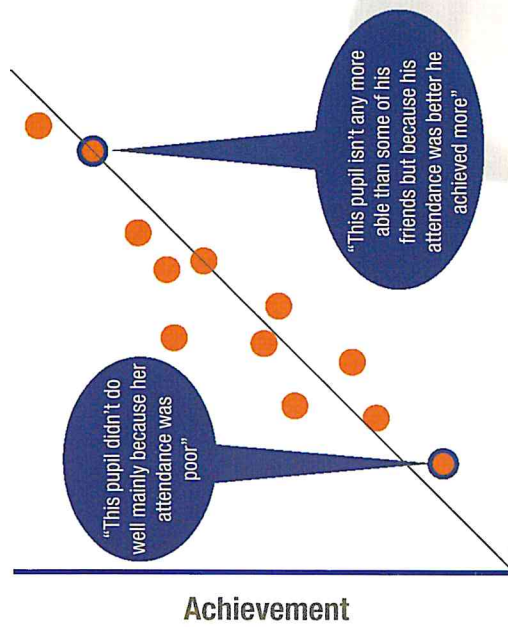 "This pupil didn't do
well mainly because her
attendance was
poor"
"This pupil isn't any more
able than some of his
friends but because his
attendance was better he
achieved more"
Achievement